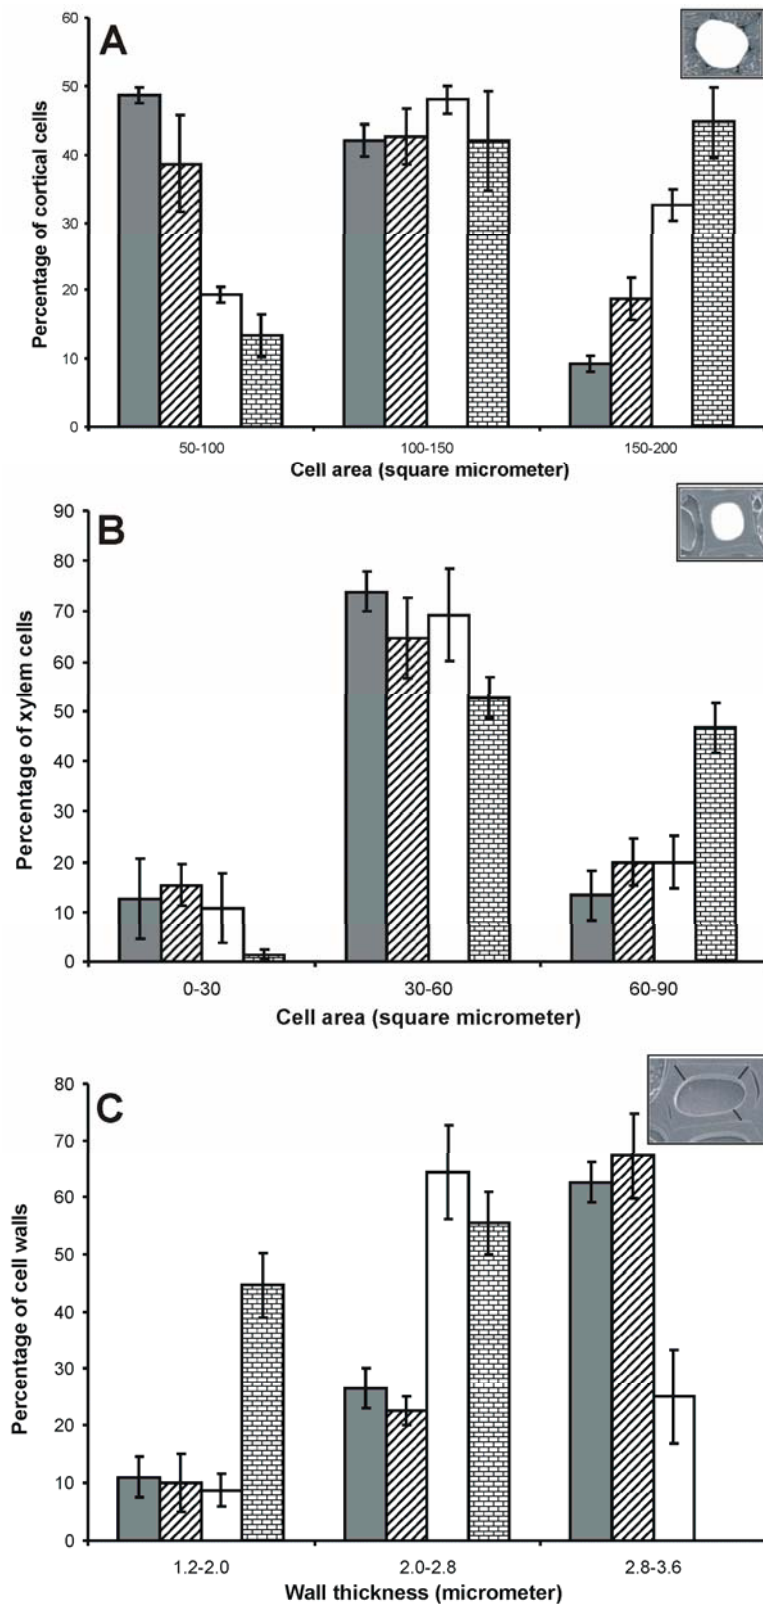 A
60
50
40
30
20
10
0
Percentage of cortical cells
50-100 100-150 150-200
Cell area (square micrometer)
B
90
80
70
60
50
40
30
20
10
0
Percentage of xylem cells
0-30 30-60 60-90
Cell area (square micrometer)
C
80
70
60
50
40
30
20
10
0
Percentage of cell walls
1.2-2.0 2.0-2.8 2.8-3.6
Wall thickness (micrometer)